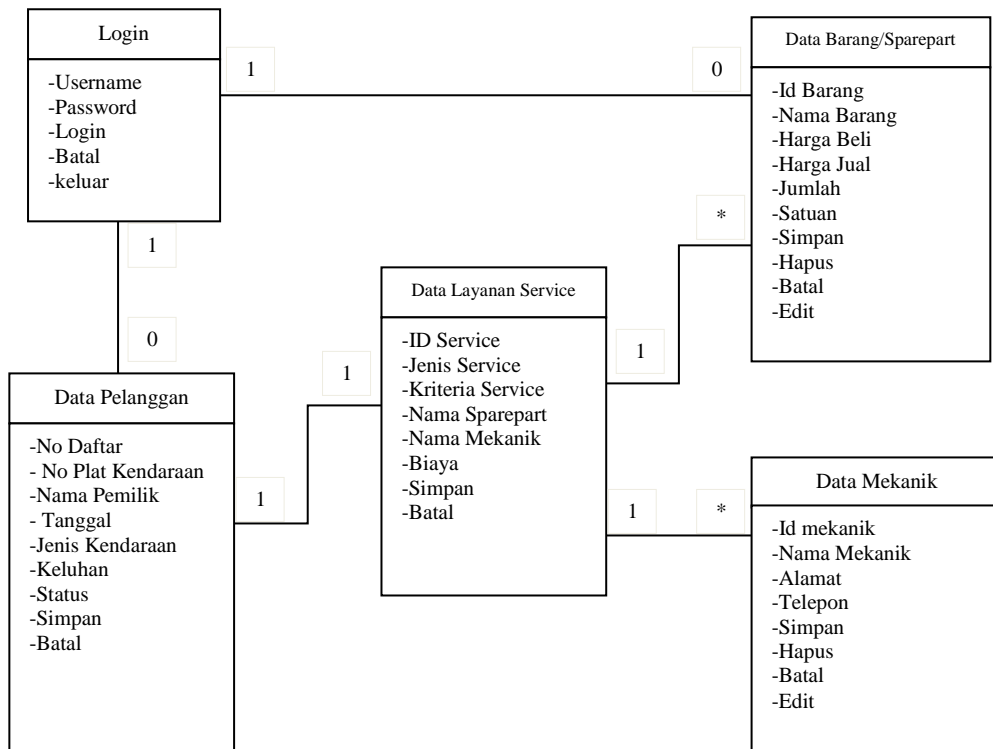 Login
-Username
-Password
-Login
-Batal
-keluar
1
0
Data Barang/Sparepart
-Id Barang
-Nama Barang
-Harga Beli
-Harga Jual
-Jumlah
-Satuan
-Simpan
-Hapus
-Batal
-Edit
1
0
*
Data Layanan Service
-ID Service
-Jenis Service
-Kriteria Service
-Nama Sparepart
-Nama Mekanik
-Biaya
-Simpan
-Batal
1
1
Data Pelanggan
-No Daftar
- No Plat Kendaraan
-Nama Pemilik
- Tanggal
-Jenis Kendaraan
-Keluhan
-Status
-Simpan
-Batal
1
1
*
Data Mekanik
-Id mekanik
-Nama Mekanik
-Alamat
-Telepon
-Simpan
-Hapus
-Batal
-Edit